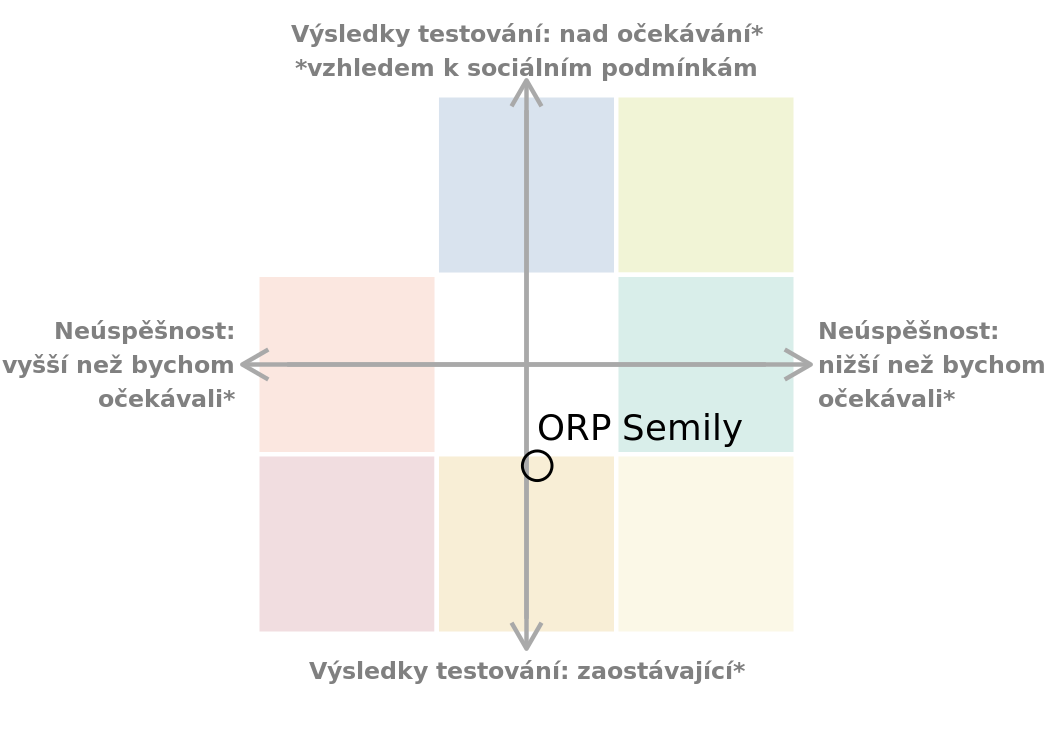 Výsledky testování: nad očekávání*
*vzhledem k sociálním podmínkám
Neúspěšnost:
vyšší než bychom
očekávali*
Neúspěšnost:
nižší než bychom
očekávali*
ORP Semily
Výsledky testování: zaostávající*